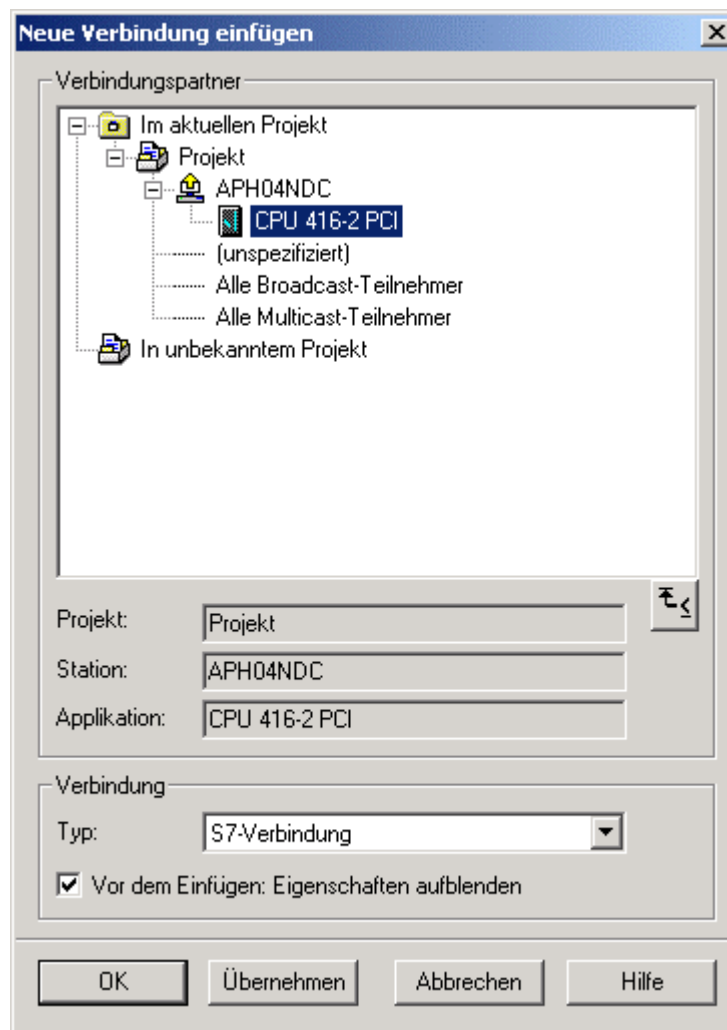 Neue Verbindung einfügen
Verbindungspartner
Im aktuellen Projekt
Projekt
APH04NDC
CPU 416-2 PCI
(unspezifiziert)
Alle Broadcast-Teilnehmer
Alle Multicast-Teilnehmer
In unbekanntem Projekt
Projekt: Projekt
Station: APH04NDC
Applikation: CPU 416-2 PCI
Verbindung
Typ: S7-Verbindung
Vor dem Einfügen: Eigenschaften aufblenden
OK Übernehmen Abbrechen Hilfe